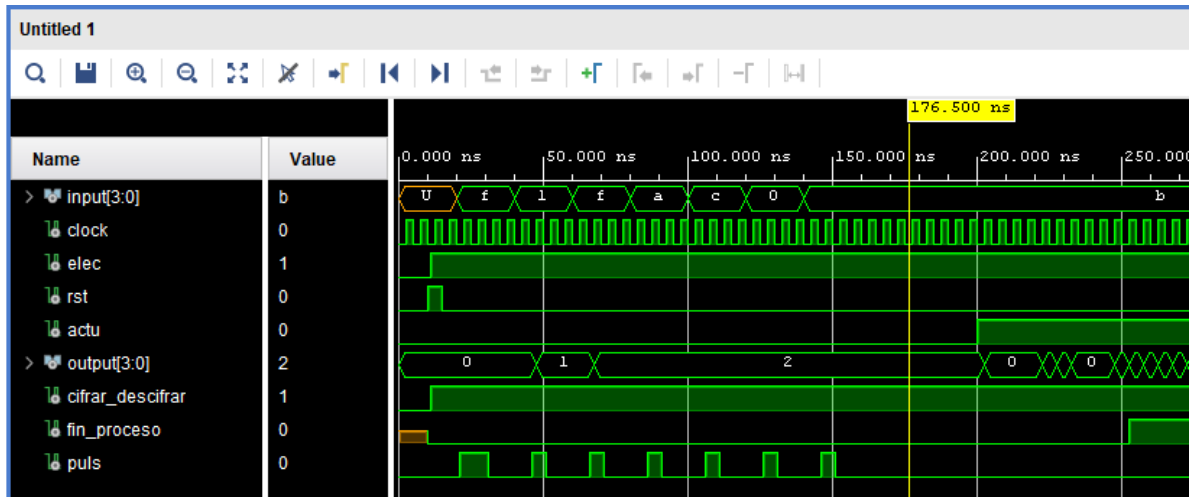 Untitled 1
176.500 ns
Name Value 0.000 ns 50.000 ns 100.000 ns 150.000 ns 200.000 ns 250.000
input[3:0] b U f 1 f a c 0 b
clock 0
elec 1
rst 0
actu 0
output[3:0] 2 0 1 2 0 0
cifrar_descifrar 1
fin_proceso 0
puls 0